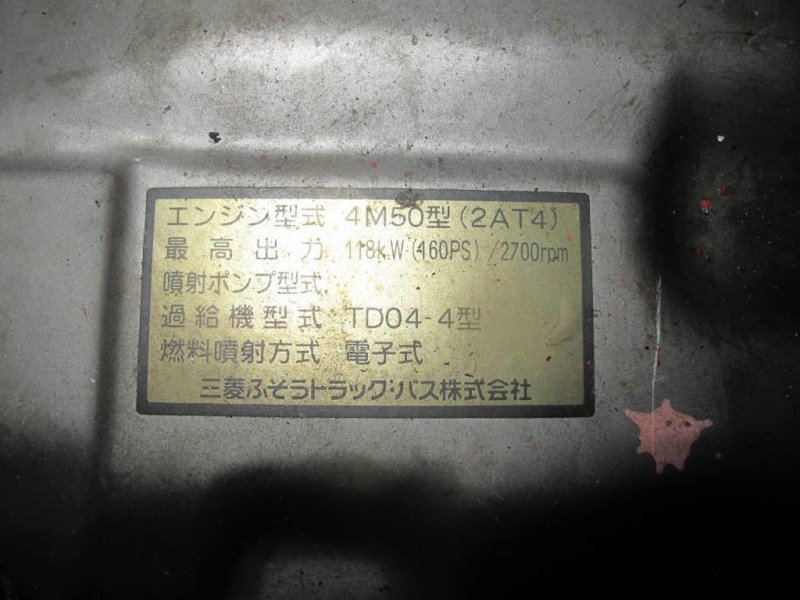 エンジン型式 4M50型(2AT4)
最高出力 118kW(160PS)/2700rpm
噴射ポンプ型式
過給機型式 TD04-4型
燃料噴射方式 電子式
三菱ふそうトラック・バス株式会社